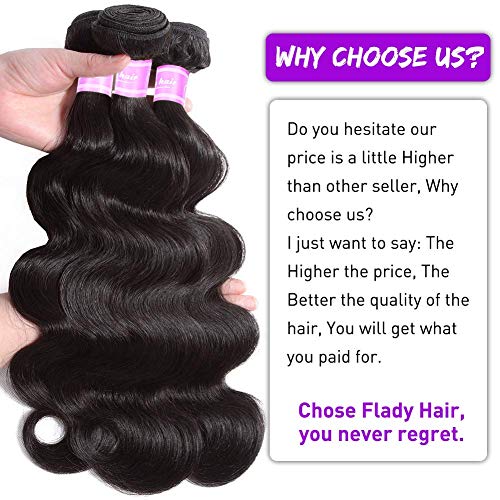 WHY CHOOSE US?
hair
hair
Do you hesitate our
price is a little Higher
than other seller, Why
choose us?
I just want to say: The
Higher the price, The
Better the quality of the
hair, You will get what
you paid for.
Chose Flady Hair,
you never regret.